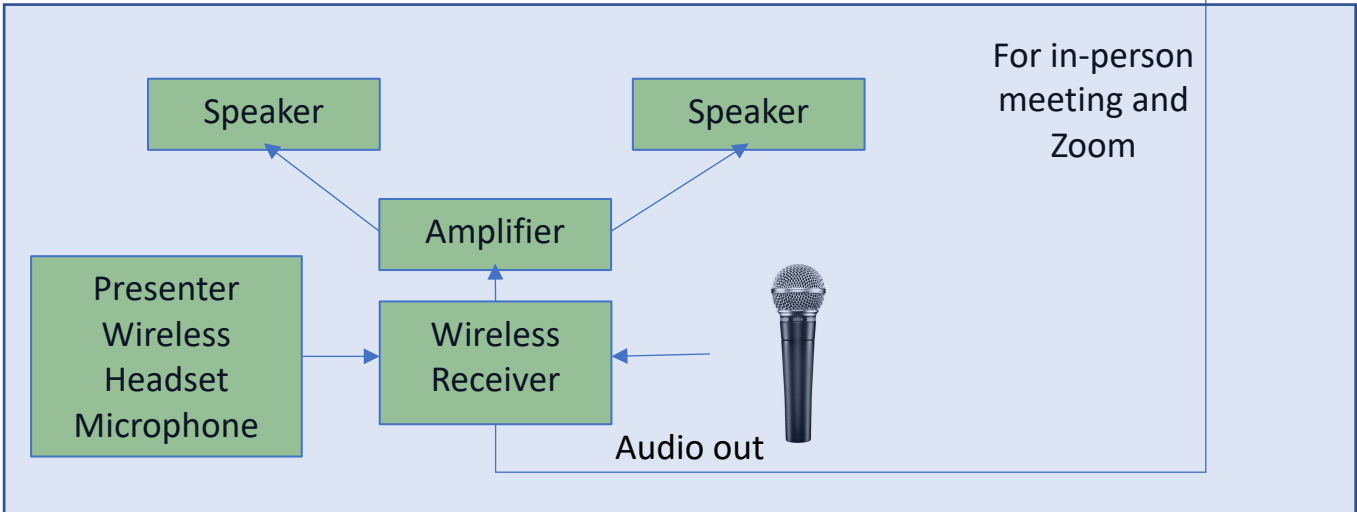 For in-person
meeting and
Zoom
Speaker
Speaker
Amplifier
Presenter
Wireless
Headset
Microphone
Wireless
Receiver
Audio out